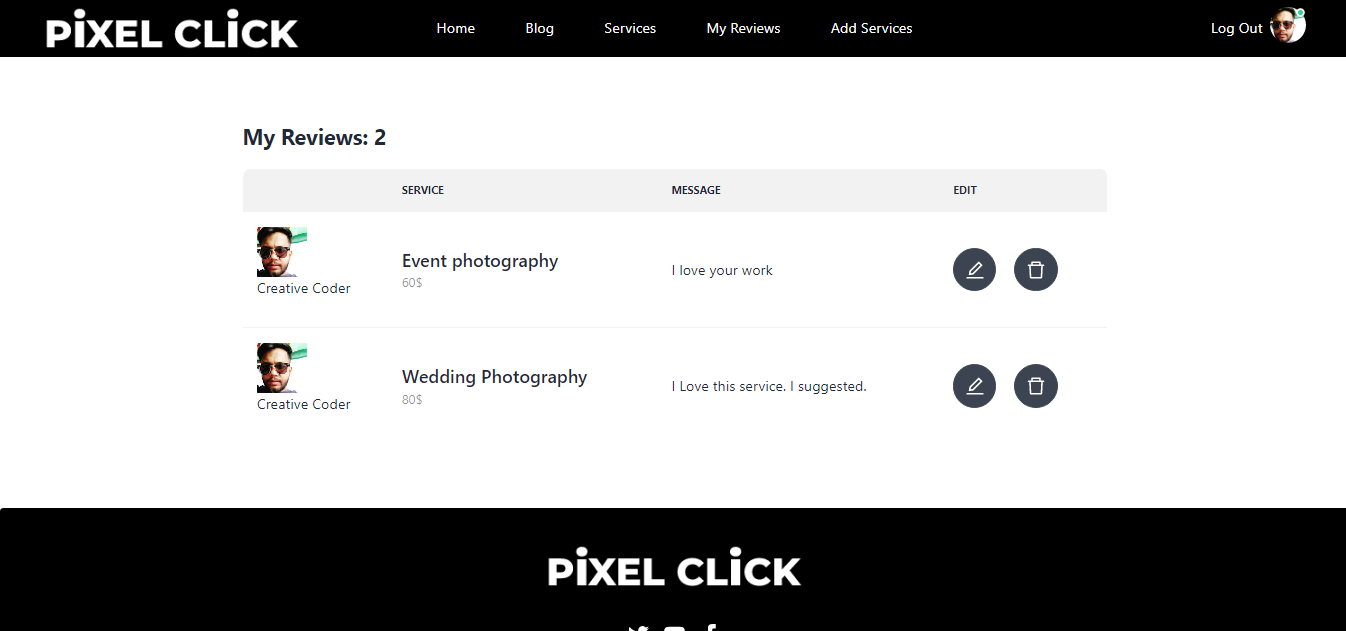 PiXEL CLiCK
Home Blog Services My Reviews Add Services
Log Out
My Reviews: 2
SERVICE MESSAGE EDIT
Creative Coder
Event photography
60$
I love your work
Creative Coder
Wedding Photography
80$
I Love this service. I suggested.
PiXEL CLiCK